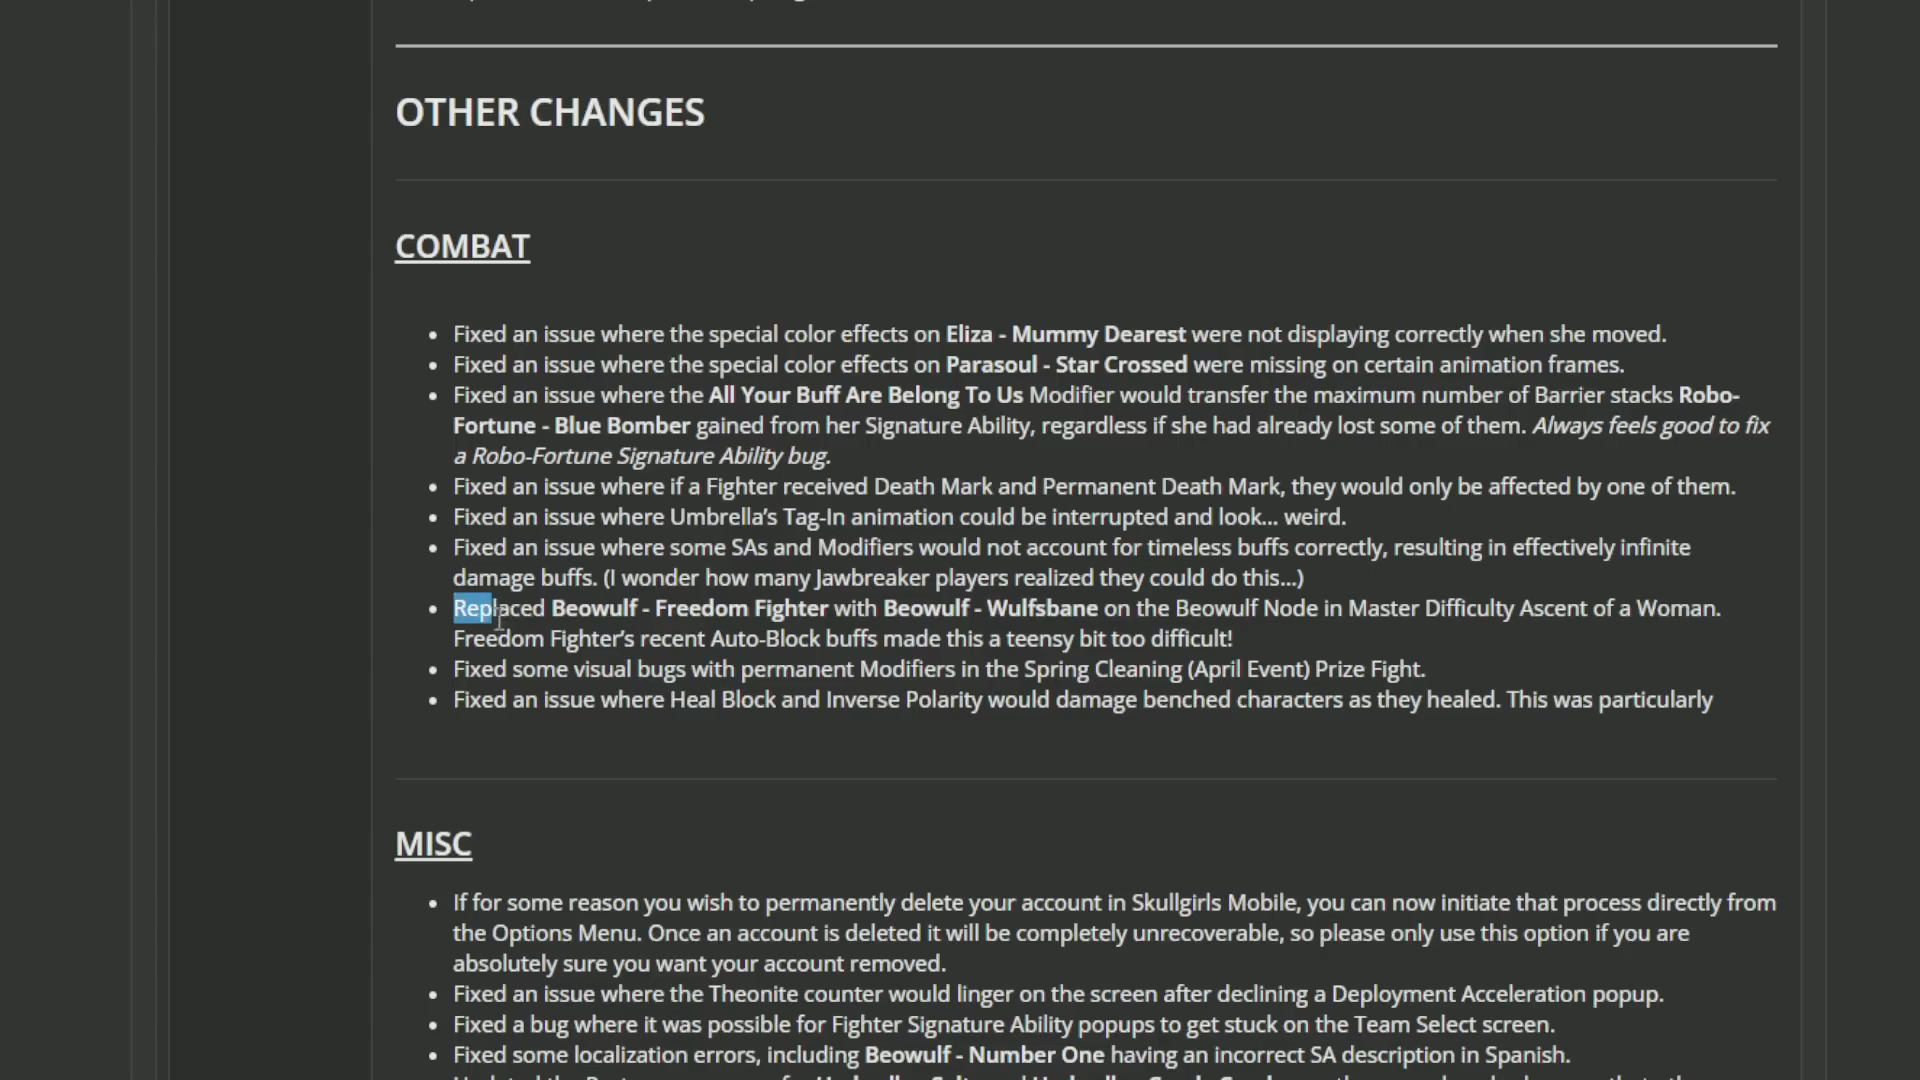 OTHER CHANGES
COMBAT
Fixed an issue where the special color effects on Eliza - Mummy Dearest were not displaying correctly when she moved.
Fixed an issue where the special color effects on Parasoul - Star Crossed were missing on certain animation frames.
Fixed an issue where the All Your Buff Are Belong To Us Modifier would transfer the maximum number of Barrier stacks Robo-
Fortune - Blue Bomber gained from her Signature Ability, regardless if she had already lost some of them. Always feels good to fix
a Robo-Fortune Signature Ability bug.
Fixed an issue where if a Fighter received Death Mark and Permanent Death Mark, they would only be affected by one of them.
Fixed an issue where Umbrella's Tag-In animation could be interrupted and look... weird.
Fixed an issue where some SAs and Modifiers would not account for timeless buffs correctly, resulting in effectively infinite
damage buffs. (I wonder how many Jawbreaker players realized they could do this...)
Replaced Beowulf - Freedom Fighter with Beowulf - Wulfsbane on the Beowulf Node in Master Difficulty Ascent of a Woman.
Freedom Fighter's recent Auto-Block buffs made this a teensy bit too difficult!
Fixed some visual bugs with permanent Modifiers in the Spring Cleaning (April Event) Prize Fight.
Fixed an issue where Heal Block and Inverse Polarity would damage benched characters as they healed. This was particularly
MISC
If for some reason you wish to permanently delete your account in Skullgirls Mobile, you can now initiate that process directly from
the Options Menu. Once an account is deleted it will be completely unrecoverable, so please only use this option if you are
absolutely sure you want your account removed.
Fixed an issue where the Theonite counter would linger on the screen after declining a Deployment Acceleration popup.
Fixed a bug where it was possible for Fighter Signature Ability popups to get stuck on the Team Select screen.
Fixed some localization errors, including Beowulf - Number One having an incorrect SA description in Spanish.